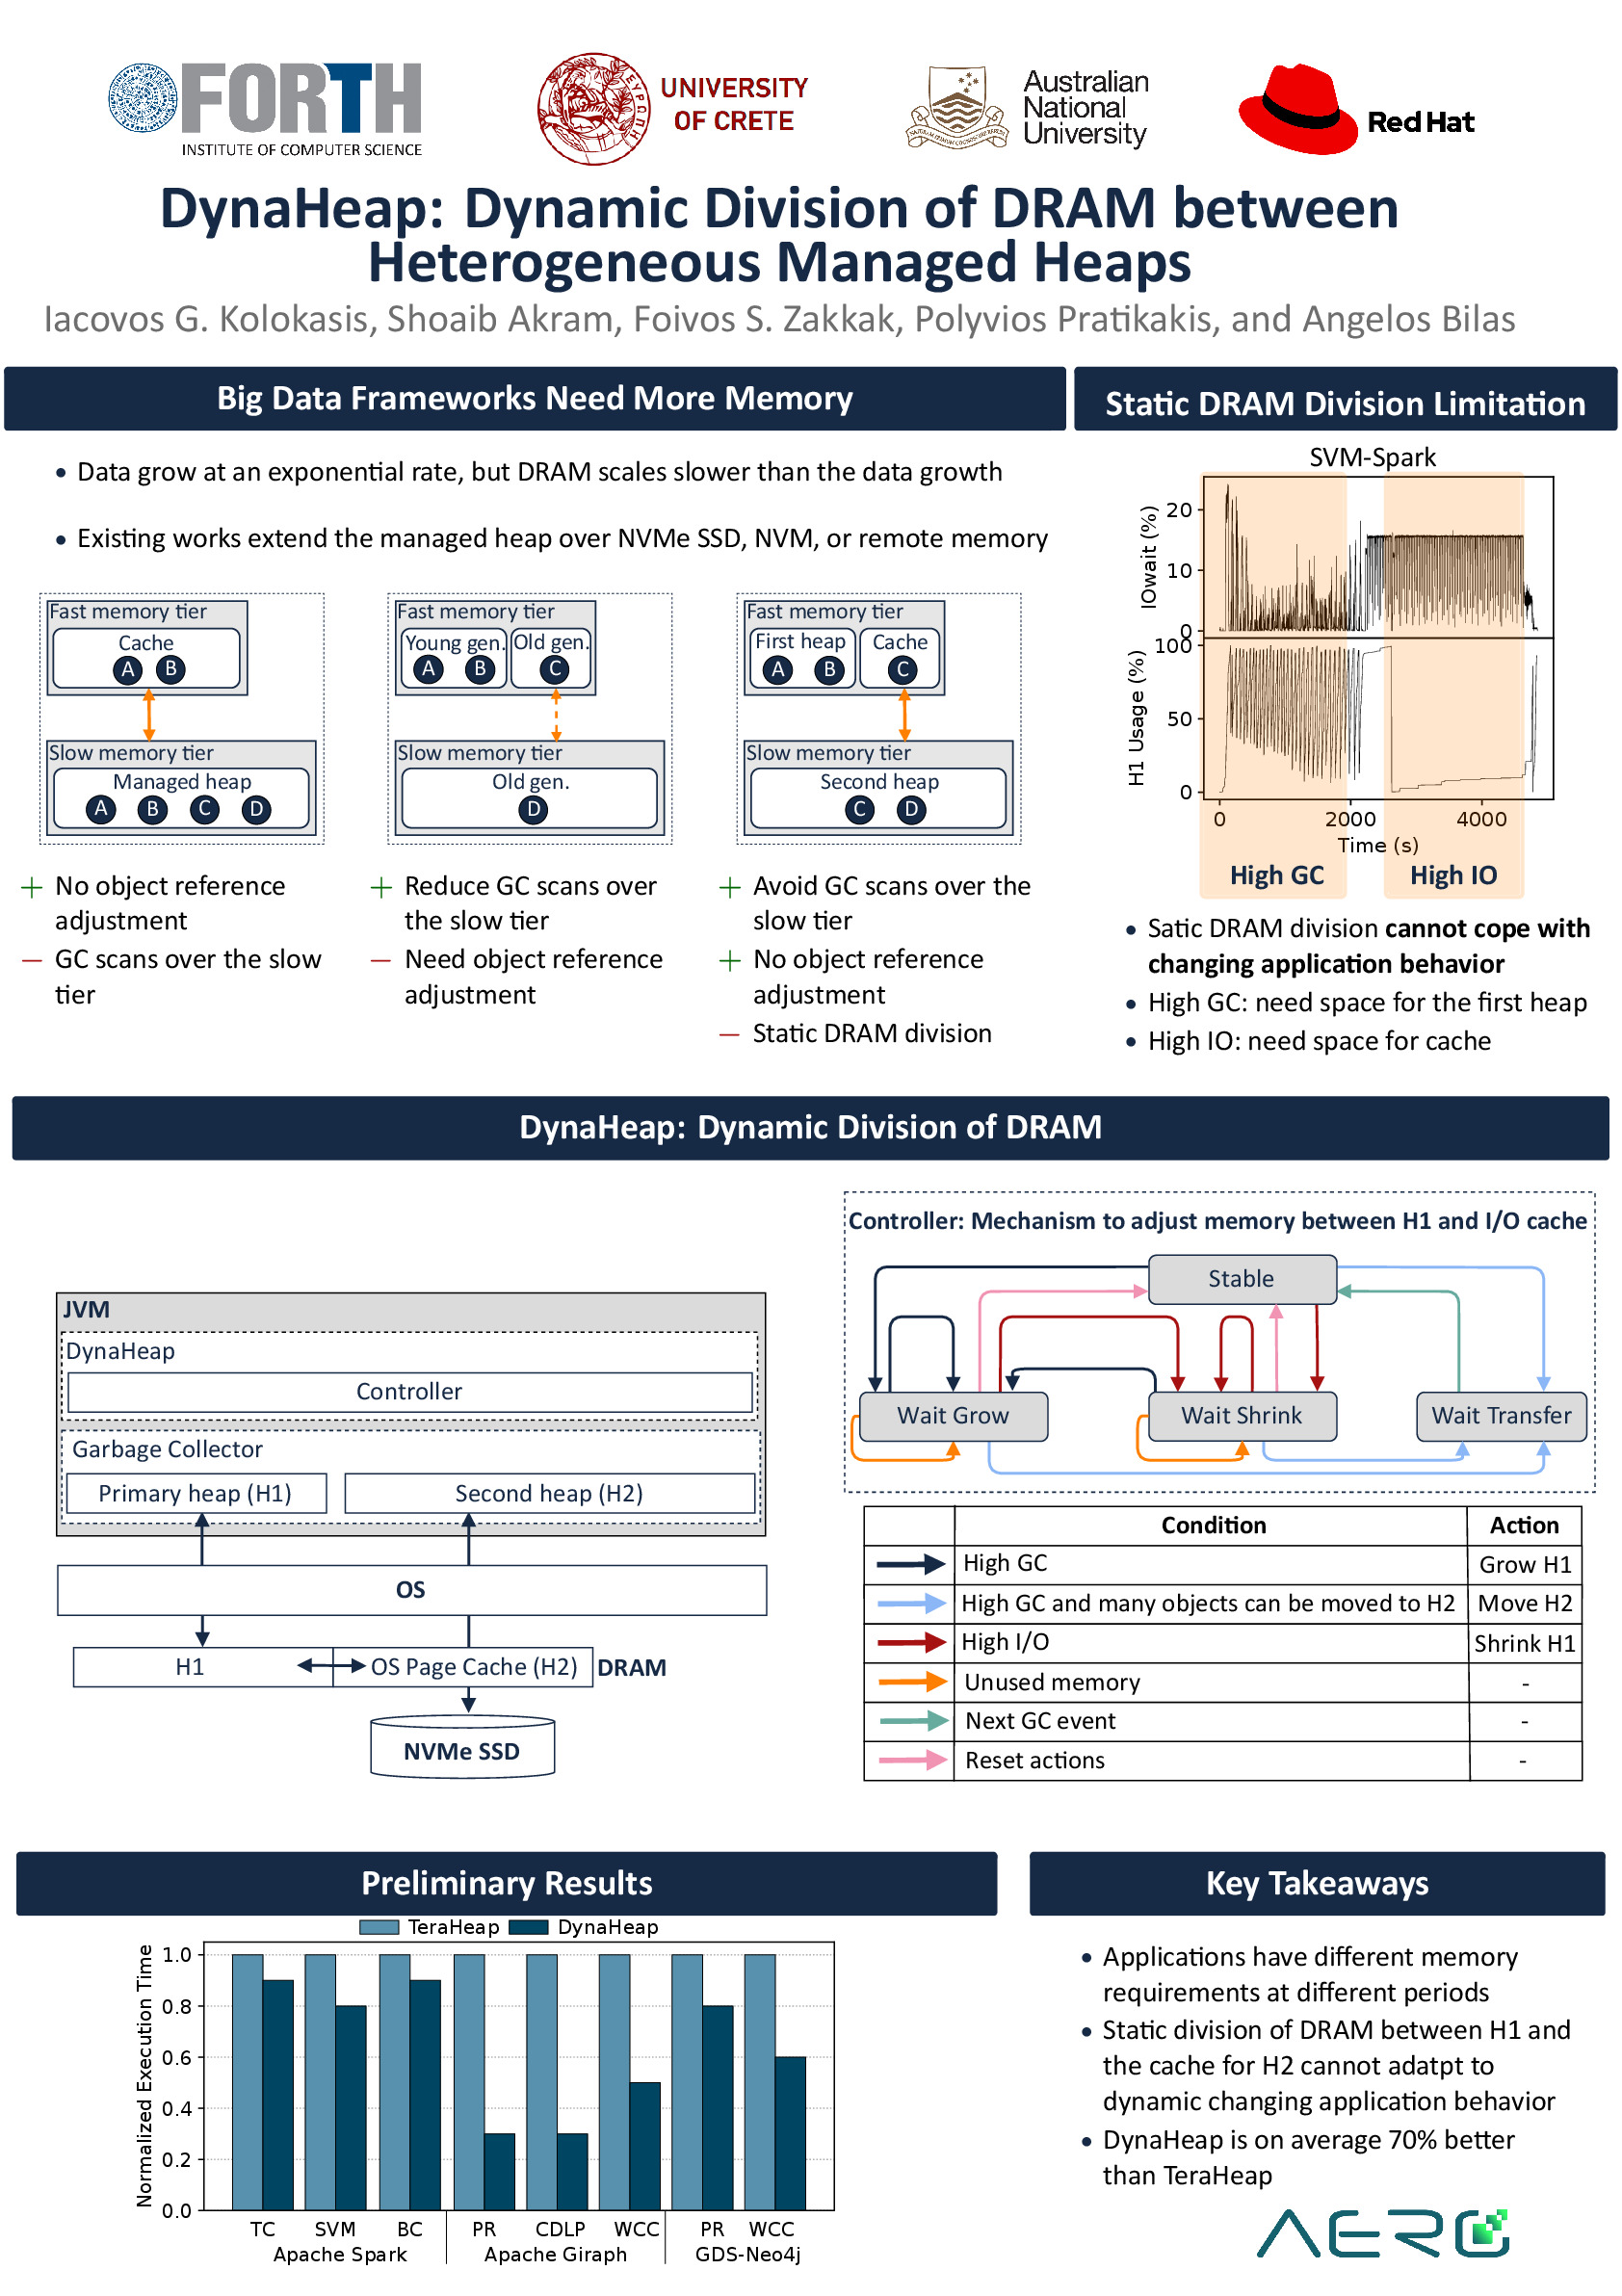 FORTH
INSTITUTE OF COMPUTER SCIENCE
UNIVERSITY
OF CRETE
Australian
National
University
Red Hat
DynaHeap: Dynamic Division of DRAM between
Heterogeneous Managed Heaps
Iacovos G. Kolokasis, Shoaib Akram, Foivos S. Zakkak, Polyvios Pratikakis, and Angelos Bilas
Big Data Frameworks Need More Memory
• Data grow at an exponential rate, but DRAM scales slower than the data growth
• Existing works extend the managed heap over NVMe SSD, NVM, or remote memory
Fast memory tier
Cache
A B
Slow memory tier
Managed heap
A B C D
+ No object reference
adjustment
− GC scans over the slow
tier
Fast memory tier
Young gen. Old gen.
A B C
Slow memory tier
Old gen.
D
+ Reduce GC scans over
the slow tier
− Need object reference
adjustment
Fast memory tier
First heap Cache
A B C
Slow memory tier
Second heap
C D
+ Avoid GC scans over the
slow tier
+ No object reference
adjustment
− Static DRAM division
Static DRAM Division Limitation
SVM-Spark
IOwait (%)
20
10
0
H1 Usage (%)
100
50
0
0 2000 4000
Time (s)
High GC High IO
• Satic DRAM division cannot cope with
changing application behavior
• High GC: need space for the first heap
• High IO: need space for cache
DynaHeap: Dynamic Division of DRAM
JVM
DynaHeap
Controller
Garbage Collector
Primary heap (H1) Second heap (H2)
OS
H1 OS Page Cache (H2) DRAM
NVMe SSD
Controller: Mechanism to adjust memory between H1 and I/O cache
Stable
Wait Grow Wait Shrink Wait Transfer
Condition Action
High GC Grow H1
High GC and many objects can be moved to H2 Move H2
High I/O Shrink H1
Unused memory -
Next GC event -
Reset actions -
Preliminary Results
TeraHeap DynaHeap
Normalized Execution Time
1.0
0.8
0.6
0.4
0.2
0.0
TC SVM BC PR CDLP WCC PR WCC
Apache Spark Apache Giraph GDS-Neo4j
Key Takeaways
• Applications have different memory
requirements at different periods
• Static division of DRAM between H1 and
the cache for H2 cannot adatpt to
dynamic changing application behavior
• DynaHeap is on average 70% better
than TeraHeap
AERO